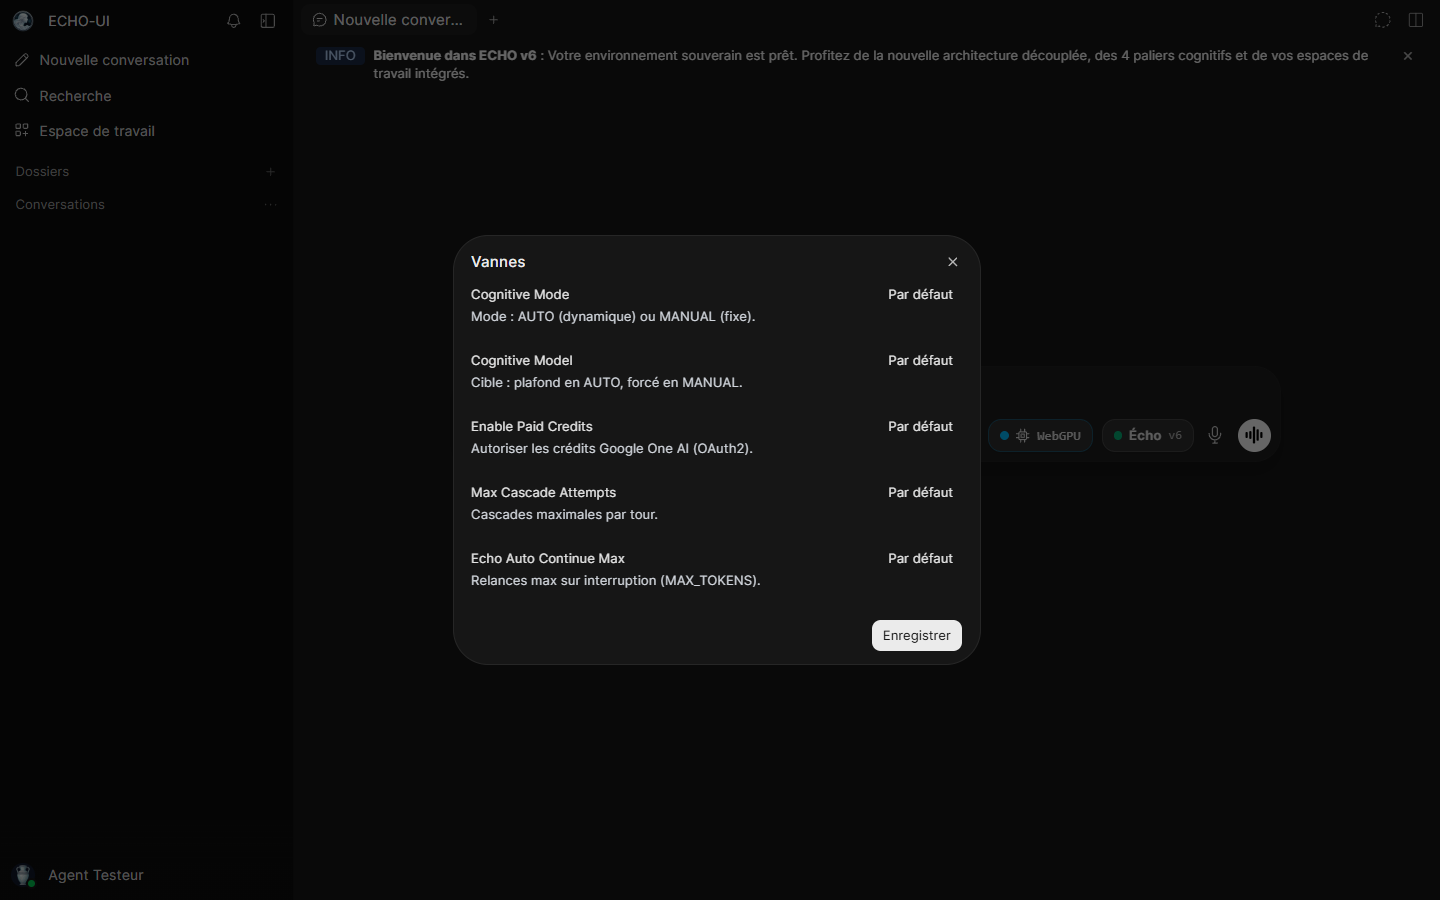 ECHO-UI
Nouvelle conversation
Recherche
Espace de travail
Dossiers
Conversations
Agent Testeur
Nouvelle conver...
INFO
Bienvenue dans ECHO v6 : Votre environnement souverain est prêt. Profitez de la nouvelle architecture découplée, des 4 paliers cognitifs et de vos espaces de
travail intégrés.
Vannes
Cognitive Mode Par défaut
Mode : AUTO (dynamique) ou MANUAL (fixe).
Cognitive Model Par défaut
Cible : plafond en AUTO, forcé en MANUAL.
Enable Paid Credits Par défaut
Autoriser les crédits Google One AI (OAuth2).
Max Cascade Attempts Par défaut
Cascades maximales par tour.
Echo Auto Continue Max Par défaut
Relances max sur interruption (MAX_TOKENS).
Enregistrer
WebGPU
Écho v6